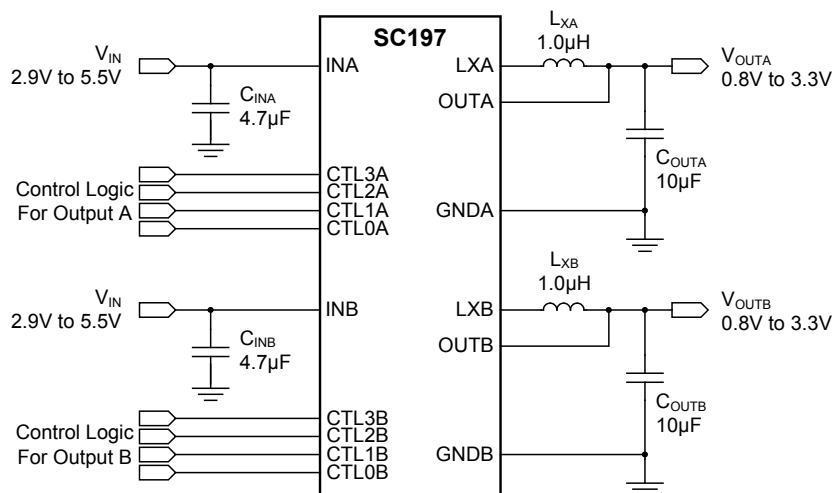 SC197
V_IN
2.9V to 5.5V
INA
C_INA
4.7µF
Control Logic
For Output A
CTL3A
CTL2A
CTL1A
CTL0A
L_XA
1.0µH
LXA
OUTA
V_OUTA
0.8V to 3.3V
C_OUTA
10µF
GNDA
V_IN
2.9V to 5.5V
INB
C_INB
4.7µF
Control Logic
For Output B
CTL3B
CTL2B
CTL1B
CTL0B
L_XB
1.0µH
LXB
OUTB
V_OUTB
0.8V to 3.3V
C_OUTB
10µF
GNDB